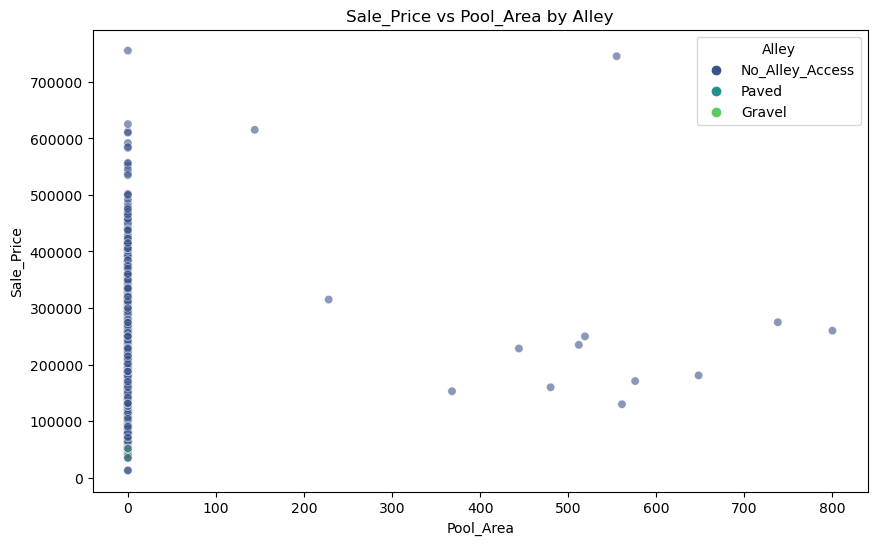 Sale_Price vs Pool_Area by Alley
Alley
No_Alley_Access
Paved
Gravel
700000
600000
500000
400000
300000
200000
100000
0
Sale_Price
0 100 200 300 400 500 600 700 800
Pool_Area